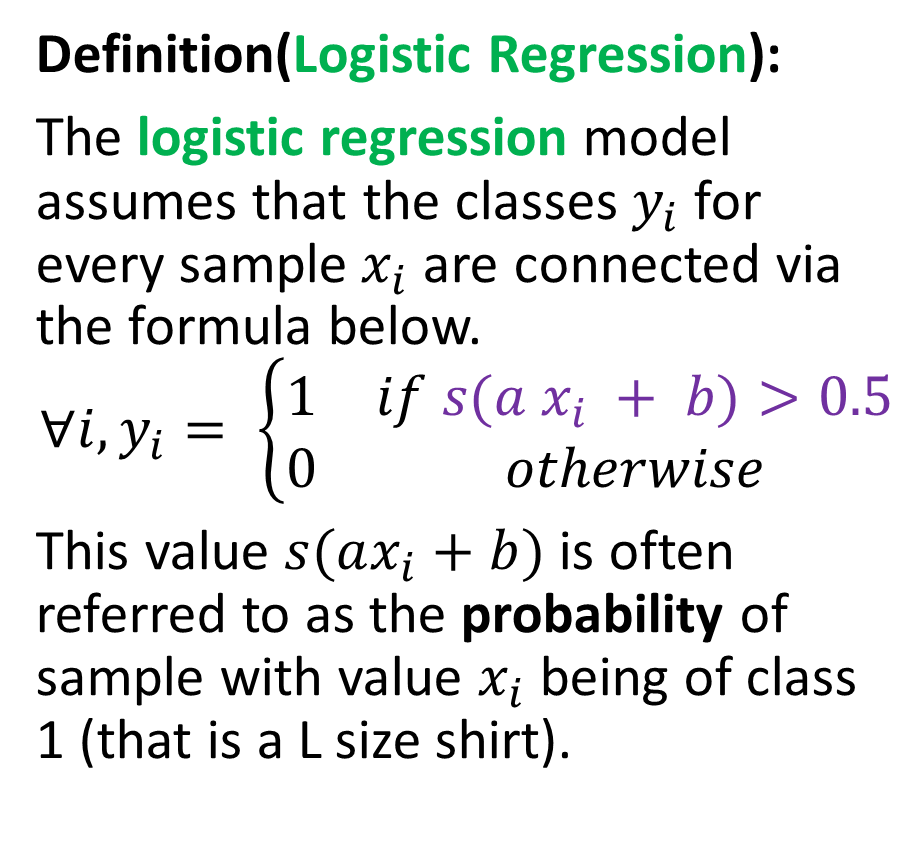 Definition(Logistic Regression):
The logistic regression model
assumes that the classes yᵢ for
every sample xᵢ are connected via
the formula below.
∀i, yᵢ = {1 if s(a xᵢ + b) > 0.5
0 otherwise
This value s(axᵢ + b) is often
referred to as the probability of
sample with value xᵢ being of class
1 (that is a L size shirt).